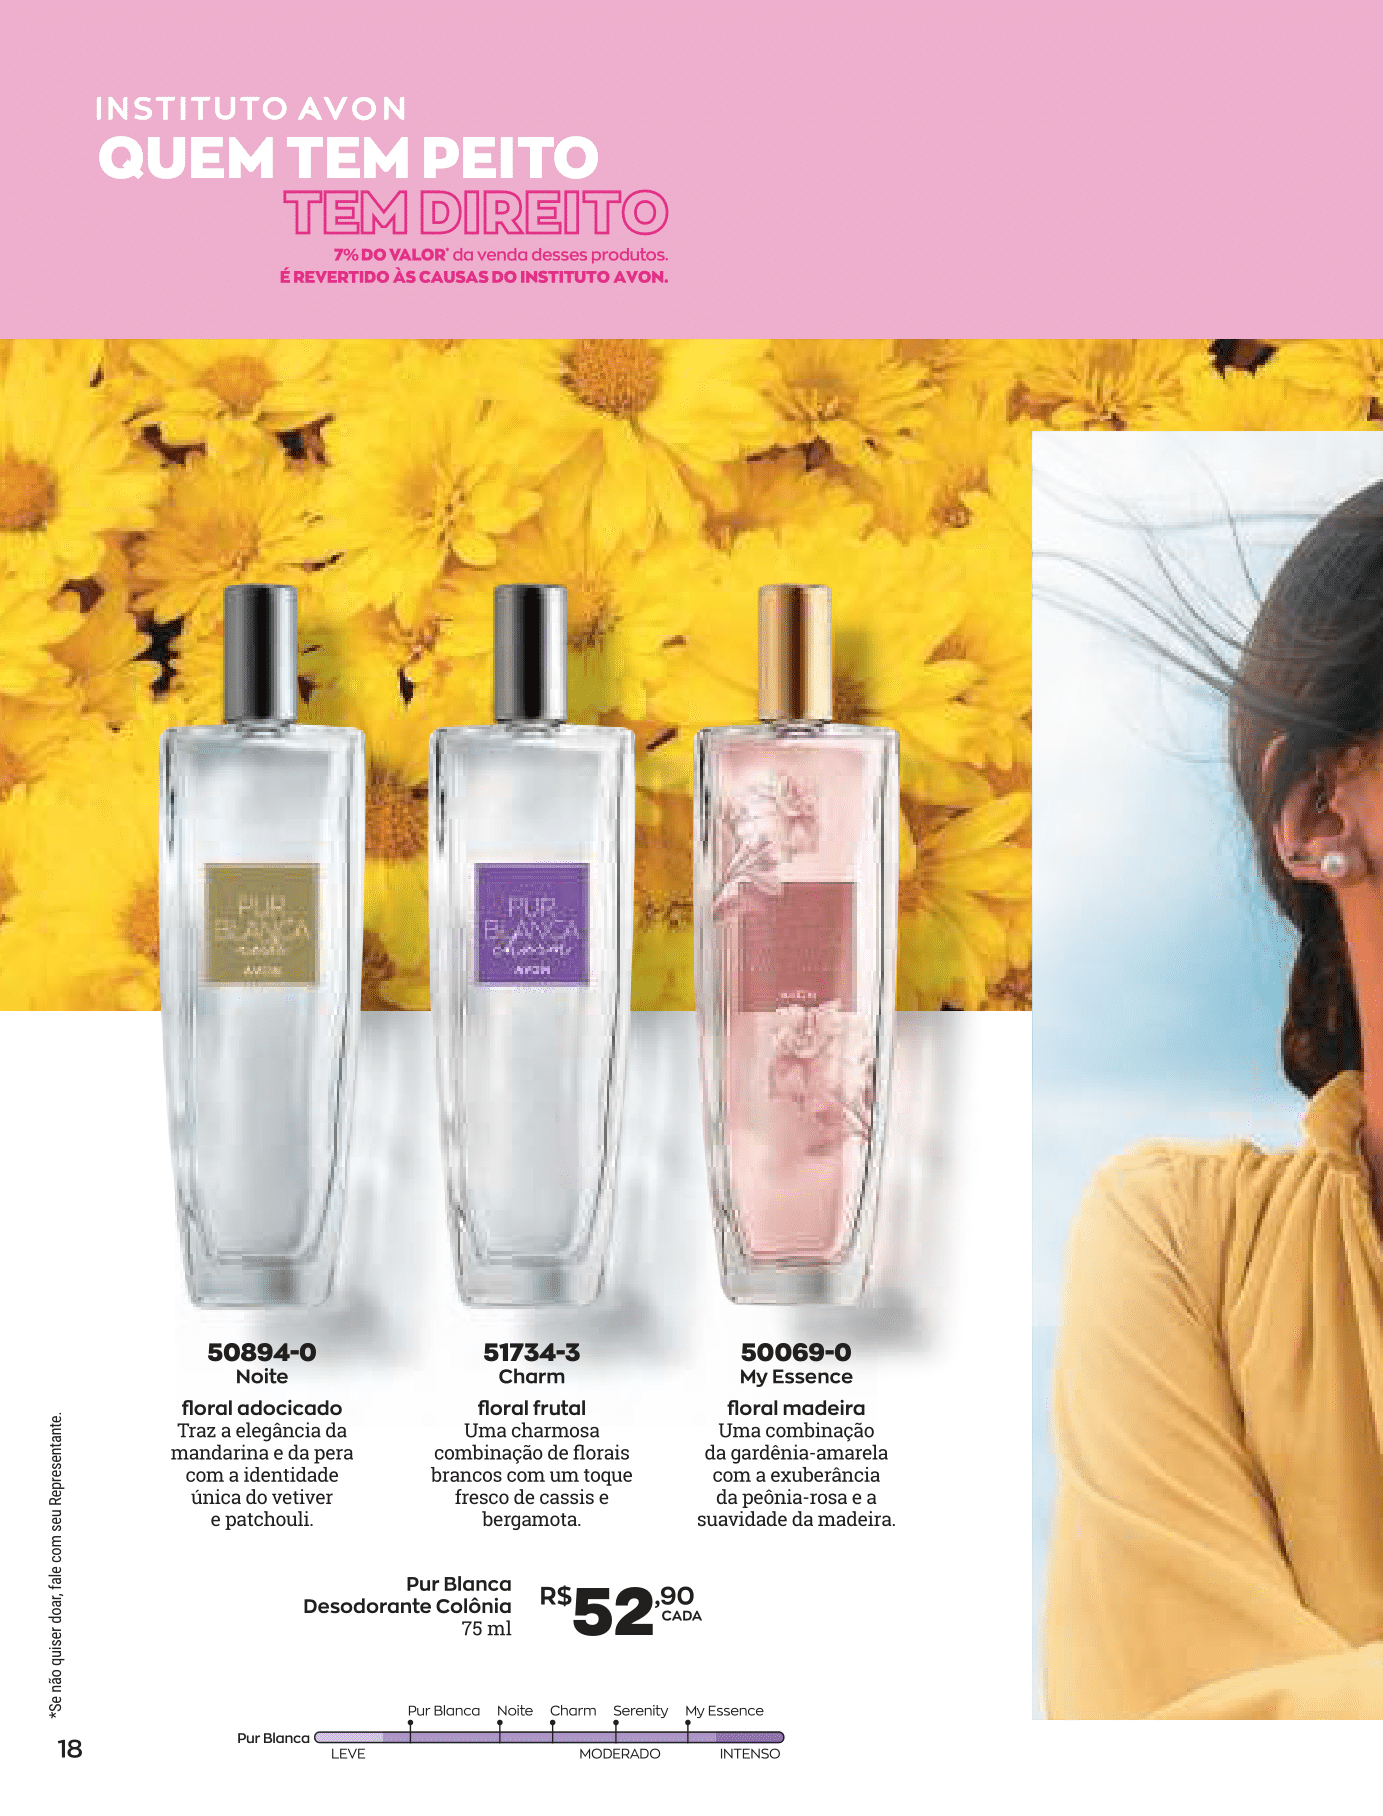 INSTITUTO AVON
QUEM TEM PEITO
TEM DIREITO
7% DO VALOR* da venda desses produtos.
É REVERTIDO ÀS CAUSAS DO INSTITUTO AVON.
PUR
BLANCA
noite
AVON
PUR
BLANCA
charm
AVON
AVON
50894-0
Noite
floral adocicado
Traz a elegância da
mandarina e da pera
com a identidade
única do vetiver
e patchouli.
51734-3
Charm
floral frutal
Uma charmosa
combinação de florais
brancos com um toque
fresco de cassis e
bergamota.
50069-0
My Essence
floral madeira
Uma combinação
da gardênia-amarela
com a exuberância
da peônia-rosa e a
suavidade da madeira.
Pur Blanca
Desodorante Colônia
75 ml
R$52,90
CADA
Pur Blanca Noite Charm Serenity My Essence
Pur Blanca
LEVE MODERADO INTENSO
*Se não quiser doar, fale com seu Representante.
18